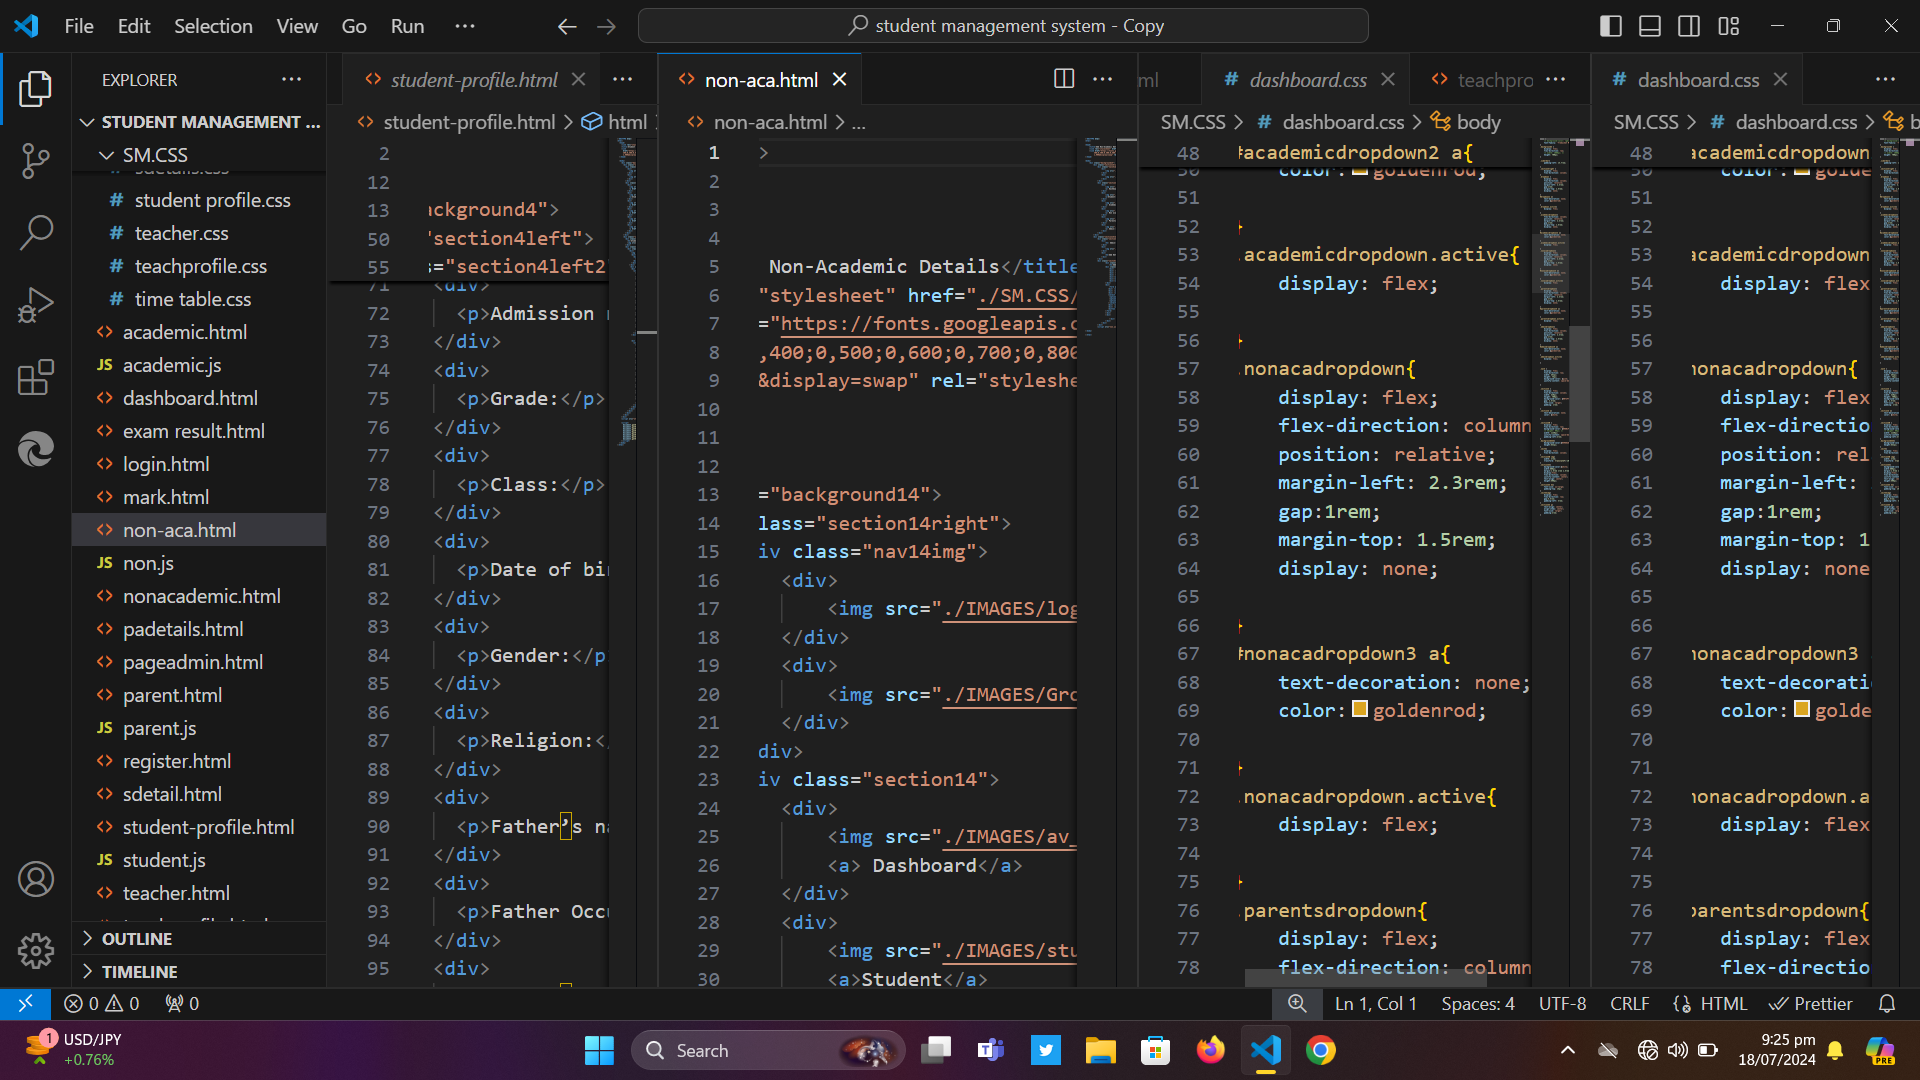 File Edit Selection View Go Run
student management system - Copy
EXPLORER
STUDENT MANAGEMENT ...
SM.CSS
# student profile.css
# teacher.css
# teachprofile.css
# time table.css
<> academic.html
JS academic.js
<> dashboard.html
<> exam result.html
<> login.html
<> mark.html
<> non-aca.html
JS non.js
<> nonacademic.html
<> padetails.html
<> pageadmin.html
<> parent.html
JS parent.js
<> register.html
<> sdetail.html
<> student-profile.html
JS student.js
<> teacher.html
OUTLINE
TIMELINE
<> student-profile.html ...
<> student-profile.html > html
2
12
13 ackground4">
50 "section4left">
55 ="section4left2
71 <div>
72 <p>Admission
73 </div>
74 <div>
75 <p>Grade:</p>
76 </div>
77 <div>
78 <p>Class:</p>
79 </div>
80 <div>
81 <p>Date of bi
82 </div>
83 <div>
84 <p>Gender:</p
85 </div>
86 <div>
87 <p>Religion:<
88 </div>
89 <div>
90 <p>Father’s na
91 </div>
92 <div>
93 <p>Father Occ
94 </div>
95 <div>
<> non-aca.html ...
<> non-aca.html > ...
1 >
2
3
4
5 Non-Academic Details</title
6 "stylesheet" href="./SM.CSS/
7 ="https://fonts.googleapis.c
8 ,400;0,500;0,600;0,700;0,800
9 &display=swap" rel="styleshe
10
11
12
13 ="background14">
14 lass="section14right">
15 iv class="nav14img">
16 <div>
17 <img src="./IMAGES/log
18 </div>
19 <div>
20 <img src="./IMAGES/Gro
21 </div>
22 div>
23 iv class="section14">
24 <div>
25 <img src="./IMAGES/av_
26 <a> Dashboard</a>
27 </div>
28 <div>
29 <img src="./IMAGES/stu
30 <a>Student</a>
ml # dashboard.css <> teachpro ...
SM.CSS > # dashboard.css > body
48 #academicdropdown2 a{
50 color: goldenrod;
51
52 }
53 .academicdropdown.active{
54 display: flex;
55
56 }
57 .nonacadropdown{
58 display: flex;
59 flex-direction: column
60 position: relative;
61 margin-left: 2.3rem;
62 gap:1rem;
63 margin-top: 1.5rem;
64 display: none;
65
66 }
67 #nonacadropdown3 a{
68 text-decoration: none;
69 color: goldenrod;
70
71 }
72 .nonacadropdown.active{
73 display: flex;
74
75 }
76 .parentsdropdown{
77 display: flex;
78 flex-direction: column
# dashboard.css ...
SM.CSS > # dashboard.css > b
48 academicdropdown
50 color: golde
51
52
53 academicdropdown
54 display: flex
55
56
57 nonacadropdown{
58 display: flex
59 flex-directio
60 position: rel
61 margin-left:
62 gap:1rem;
63 margin-top: 1
64 display: none
65
66
67 nonacadropdown3
68 text-decorati
69 color: golde
70
71
72 nonacadropdown.a
73 display: flex
74
75
76 parentsdropdown{
77 display: flex
78 flex-directio
0 0 0 Ln 1, Col 1 Spaces: 4 UTF-8 CRLF HTML Prettier
1 USD/JPY
+0.76%
Search
9:25 pm
18/07/2024
PRE